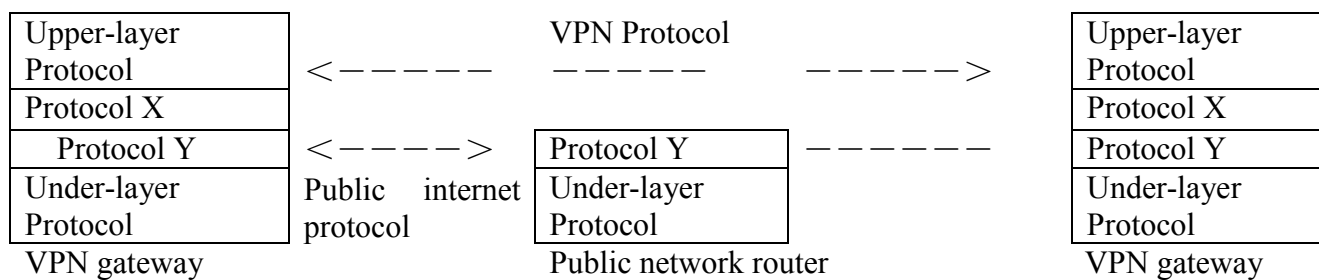 Upper-layer VPN Protocol Upper-layer
Protocol <————— ————— —————> Protocol
Protocol X Protocol X
Protocol Y <————> Protocol Y —————— Protocol Y
Under-layer Public internet Under-layer Under-layer
Protocol protocol Protocol Protocol
VPN gateway Public network router VPN gateway